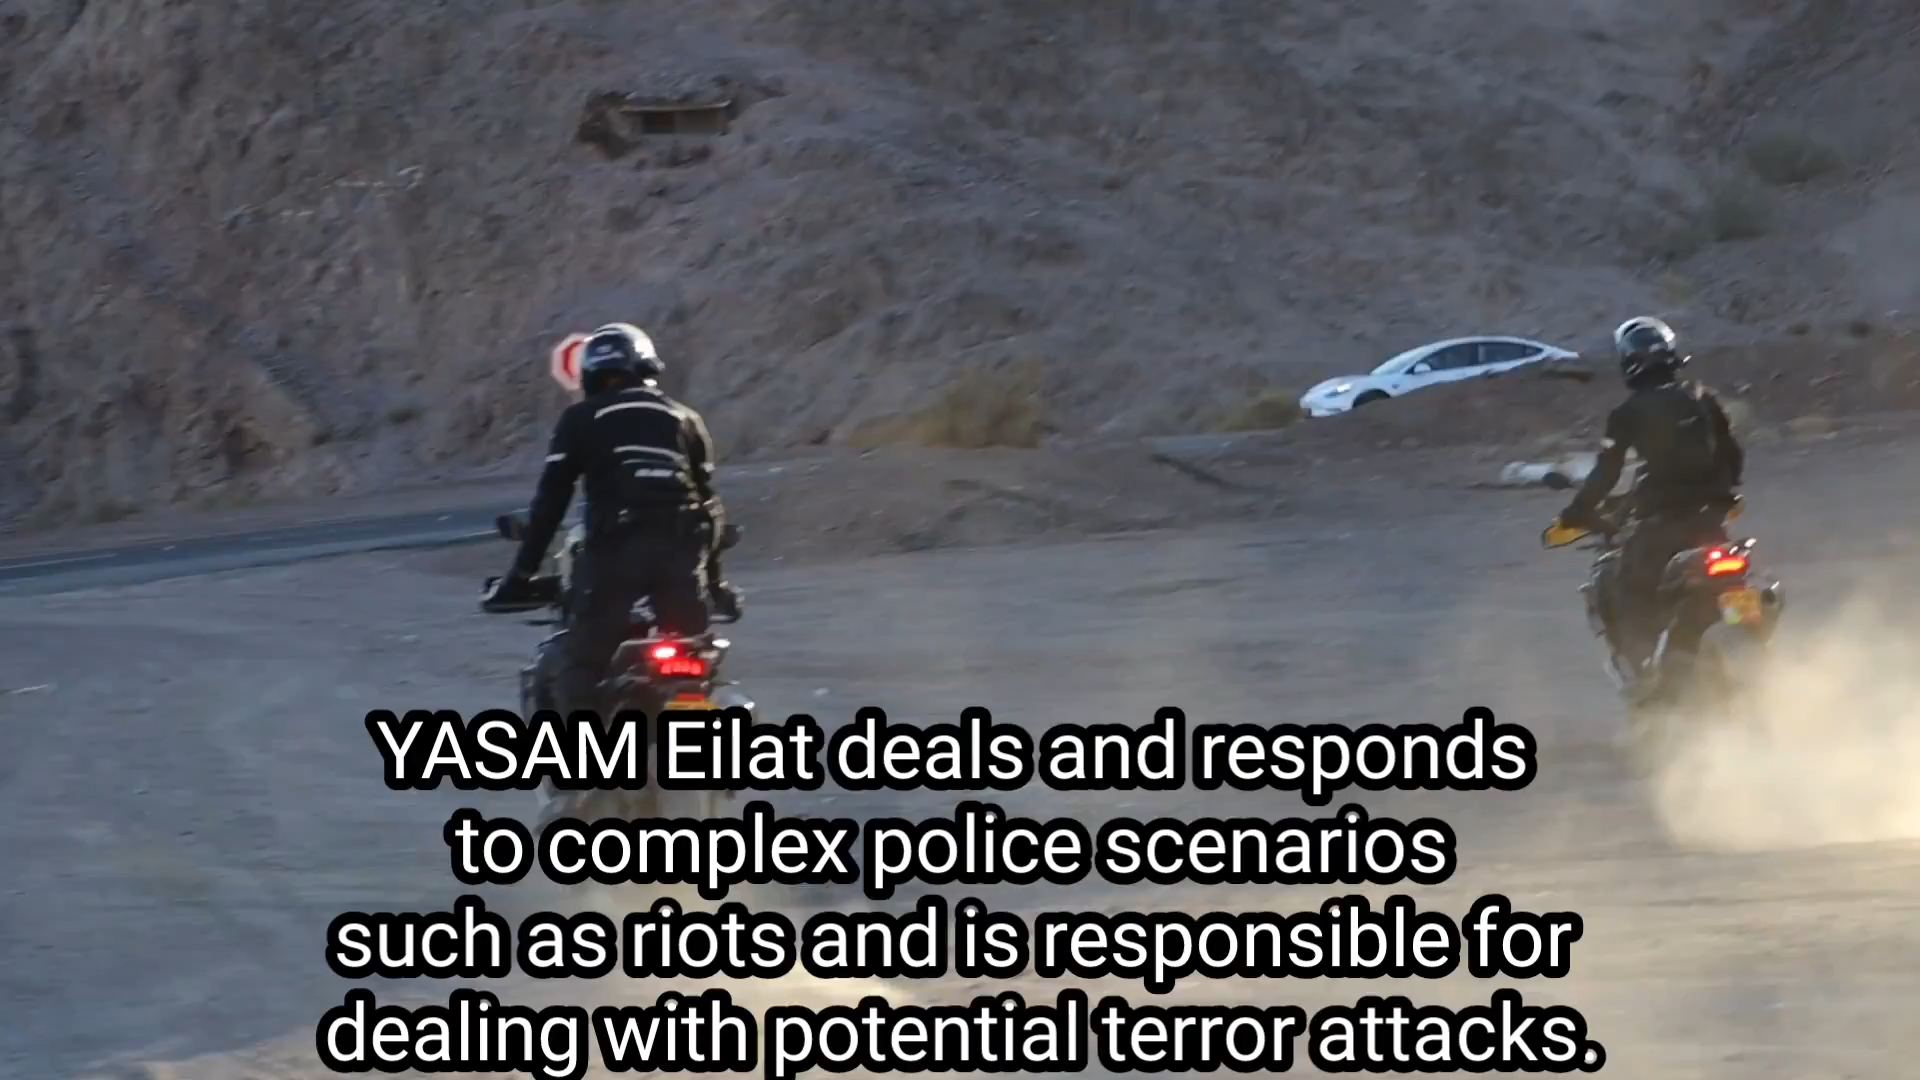 YASAM Eilat deals and responds
to complex police scenarios
such as riots and is responsible for
dealing with potential terror attacks.